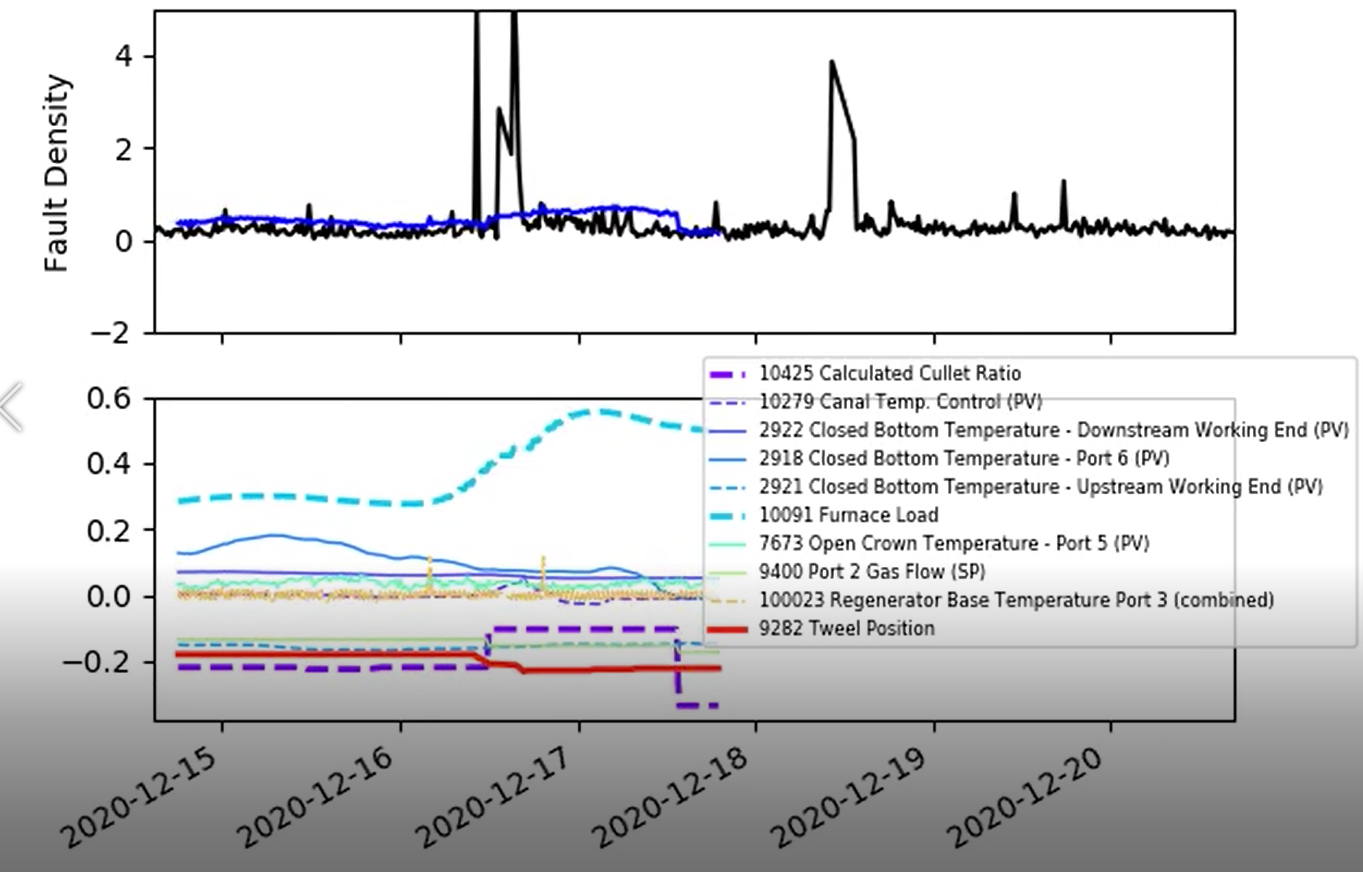 4
2
0
−2
Fault Density
0.6
0.4
0.2
0.0
−0.2
10425 Calculated Cullet Ratio
10279 Canal Temp. Control (PV)
2922 Closed Bottom Temperature - Downstream Working End (PV)
2918 Closed Bottom Temperature - Port 6 (PV)
2921 Closed Bottom Temperature - Upstream Working End (PV)
10091 Furnace Load
7673 Open Crown Temperature - Port 5 (PV)
9400 Port 2 Gas Flow (SP)
100023 Regenerator Base Temperature Port 3 (combined)
9282 Tweel Position
2020-12-15
2020-12-16
2020-12-17
2020-12-18
2020-12-19
2020-12-20